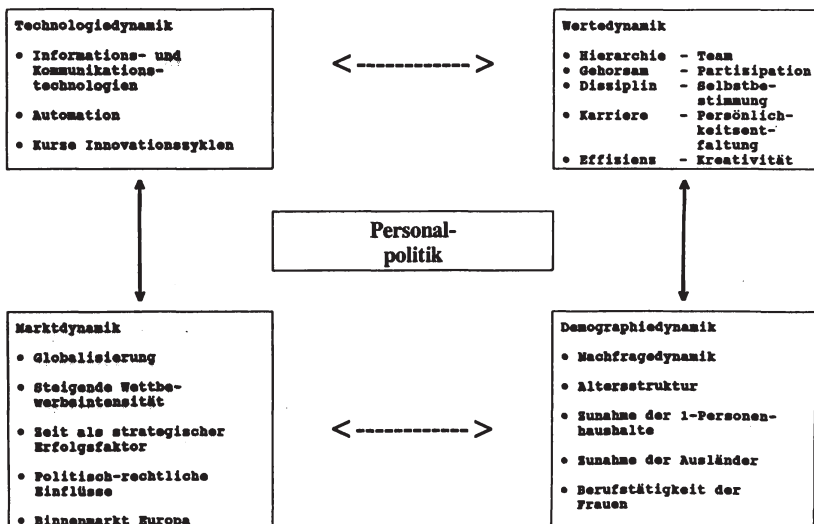 Technologiedynamik
• Informations- und
Kommunikations-
technologien
• Automation
• Kurze Innovationszyklen
Wertedynamik
• Hierarchie - Team
• Gehorsam - Partizipation
• Disziplin - Selbstbe-
stimmung
• Karriere - Persönlich-
keitsent-
faltung
• Effizienz - Kreativität
Personal-
politik
Marktdynamik
• Globalisierung
• Steigende Wettbe-
werbsintensität
• Zeit als strategischer
Erfolgsfaktor
• Politisch-rechtliche
Einflüsse
• Binnenmarkt Europa
Demographiedynamik
• Nachfragedynamik
• Altersstruktur
• Zunahme der 1-Personen-
haushalte
• Zunahme der Ausländer
• Berufstätigkeit der
Frauen